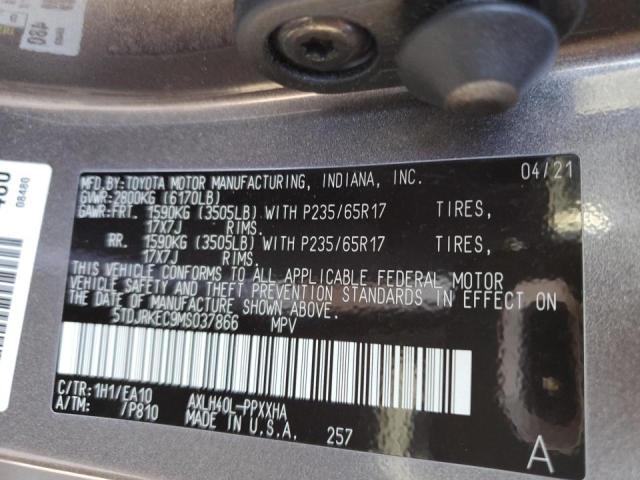 08480
MFD.BY:TOYOTA MOTOR MANUFACTURING, INDIANA, INC. 04/21
GVWR:2800KG (6170LB)
GAWR:FRT. 1590KG (3505LB) WITH P235/65R17 TIRES,
17X7J RIMS.
RR. 1590KG (3505LB) WITH P235/65R17 TIRES,
17X7J RIMS.
THIS VEHICLE CONFORMS TO ALL APPLICABLE FEDERAL MOTOR
VEHICLE SAFETY AND THEFT PREVENTION STANDARDS IN EFFECT ON
THE DATE OF MANUFACTURE SHOWN ABOVE.
5TDJRKEC9MS037866 MPV
C/TR:1H1/EA10 AXLH40L-PPXXHA
A/TM: /P810 MADE IN U.S.A. 257 A